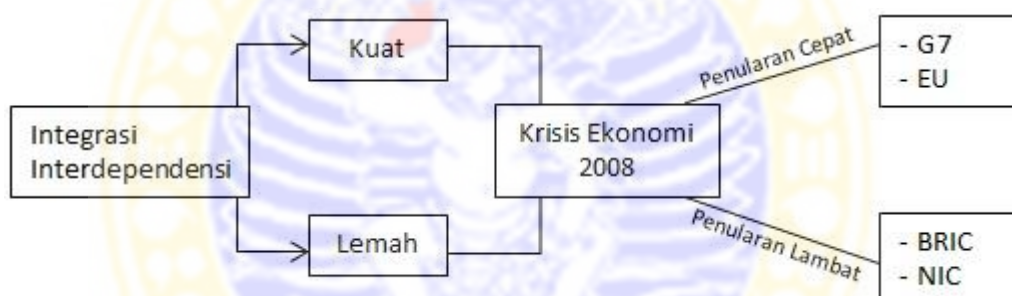 Kuat
Integrasi
Interdependensi
Lemah
Krisis Ekonomi
2008
Penularan Cepat
- G7
- EU
Penularan Lambat
- BRIC
- NIC